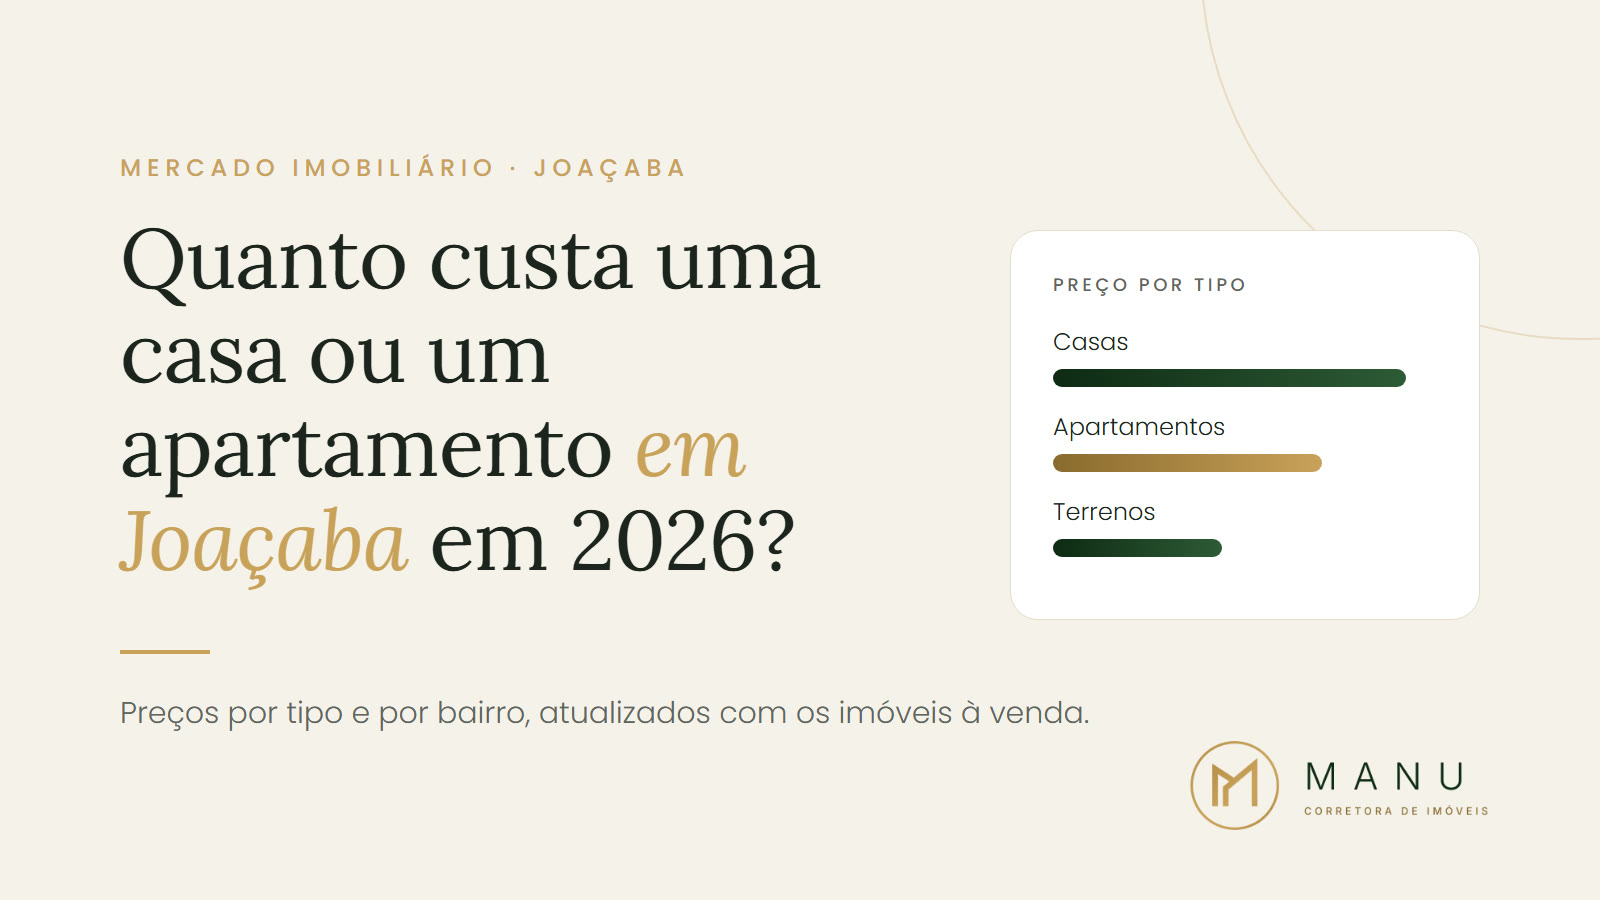 MERCADO IMOBILIÁRIO · JOAÇABA
Quanto custa uma
casa ou um
apartamento em
Joaçaba em 2026?
Preços por tipo e por bairro, atualizados com os imóveis à venda.
PREÇO POR TIPO
Casas
Apartamentos
Terrenos
MANU
CORRETORA DE IMÓVEIS